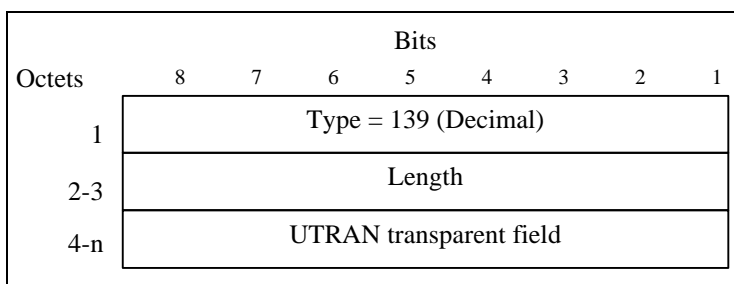 Bits
Octets 8 7 6 5 4 3 2 1
1 Type = 139 (Decimal)
2-3 Length
4-n UTRAN transparent field